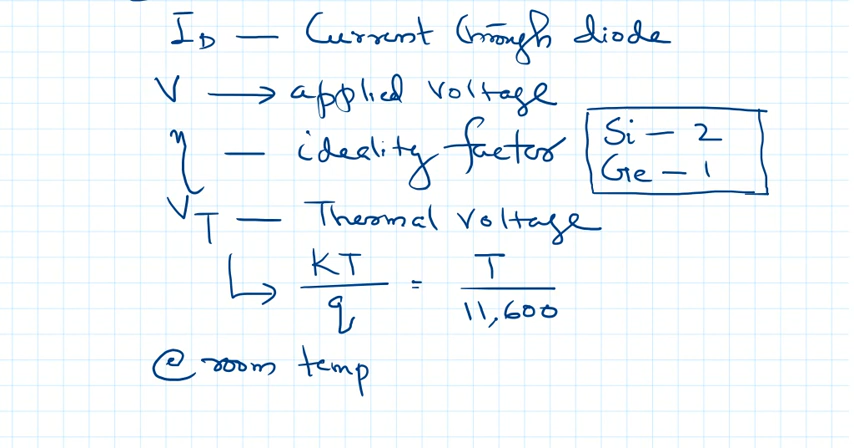 I_D — Current through diode
V → applied voltage
η — ideality factor
Si — 2
Ge — 1
V_T — Thermal voltage
↳ KT/q = T/11,600
@ room temp